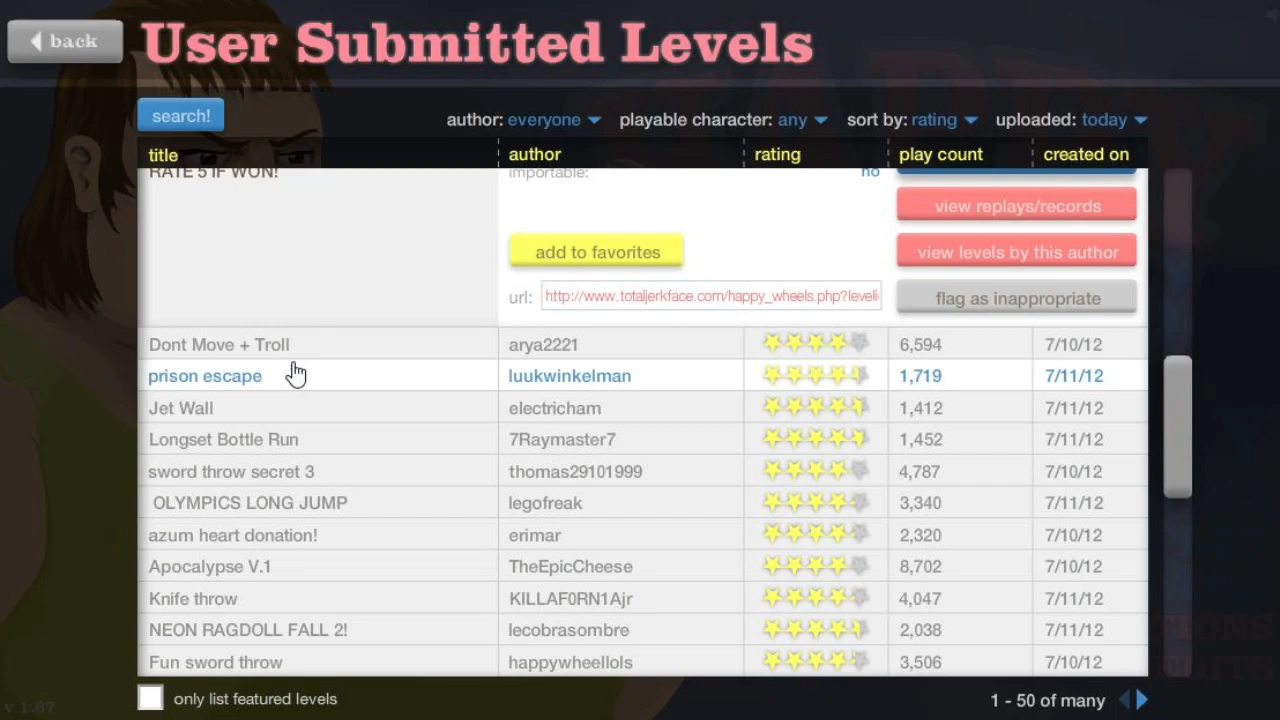 back
User Submitted Levels
search!
author: everyone playable character: any sort by: rating uploaded: today
title author rating play count created on
RATE 5 IF WON!
importable: no
view replays/records
add to favorites
view levels by this author
url: http://www.totaljerkface.com/happy_wheels.php?leveli
flag as inappropriate
Dont Move + Troll arya2221 6,594 7/10/12
prison escape luukwinkelman 1,719 7/11/12
Jet Wall electricham 1,412 7/11/12
Longset Bottle Run 7Raymaster7 1,452 7/11/12
sword throw secret 3 thomas29101999 4,787 7/10/12
OLYMPICS LONG JUMP legofreak 3,340 7/11/12
azum heart donation! erimar 2,320 7/10/12
Apocalypse V.1 TheEpicCheese 8,702 7/10/12
Knife throw KILLAF0RN1Ajr 4,047 7/11/12
NEON RAGDOLL FALL 2! lecobrasombre 2,038 7/11/12
Fun sword throw happywheellols 3,506 7/10/12
only list featured levels
1 - 50 of many
v 1.67